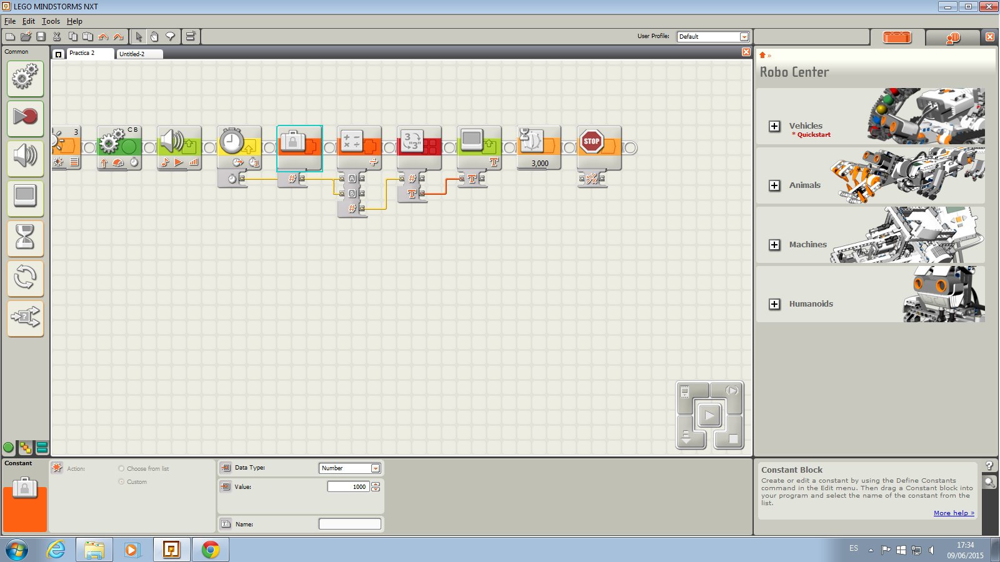 LEGO MINDSTORMS NXT
File Edit Tools Help
User Profile: Default
Common
Practica 2
Untitled-2
Robo Center
Vehicles
* Quickstart
Animals
Machines
Humanoids
3
C B
1
#
A
B
#
3
"3"
#
T
T
T
3,000
STOP
Constant
Action:
Choose from list
Custom
Data Type: Number
Value: 1000
Name:
Constant Block
Create or edit a constant by using the Define Constants
command in the Edit menu. Then drag a Constant block into
your program and select the name of the constant from the
list.
More help »
ES
17:34
09/06/2015